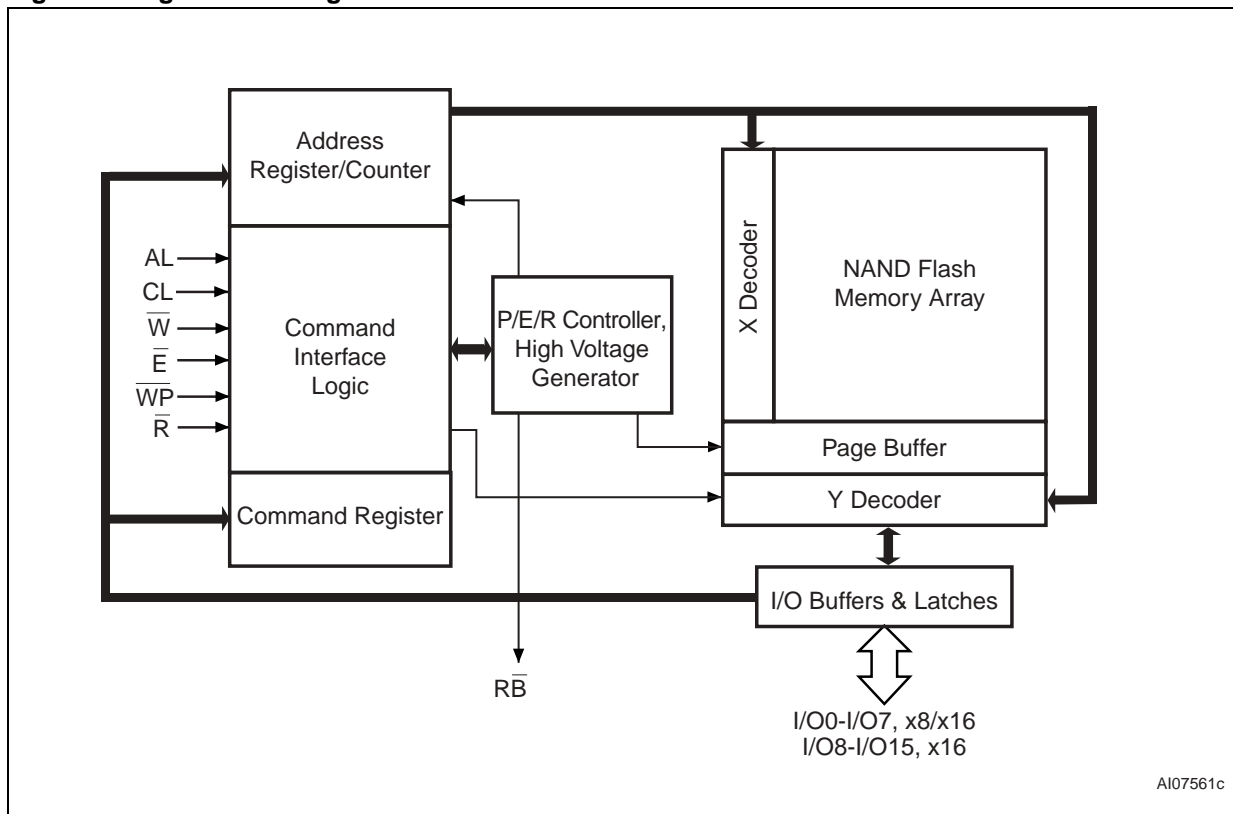 Address
Register/Counter
AL
CL
W̅
E̅
W̅P̅
R̅
Command
Interface
Logic
Command Register
P/E/R Controller,
High Voltage
Generator
RB̅
X Decoder
NAND Flash
Memory Array
Page Buffer
Y Decoder
I/O Buffers & Latches
I/O0-I/O7, x8/x16
I/O8-I/O15, x16
AI07561c